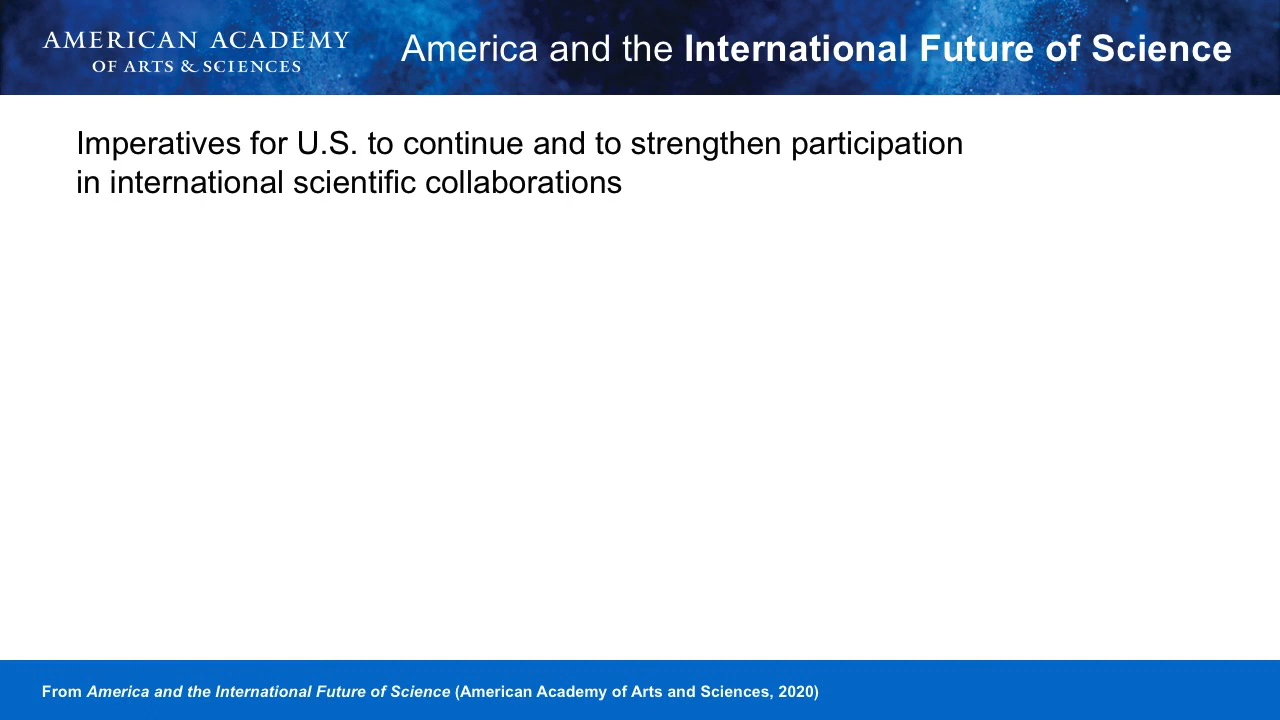 AMERICAN ACADEMY
OF ARTS & SCIENCES
America and the International Future of Science
Imperatives for U.S. to continue and to strengthen participation
in international scientific collaborations
From America and the International Future of Science (American Academy of Arts and Sciences, 2020)